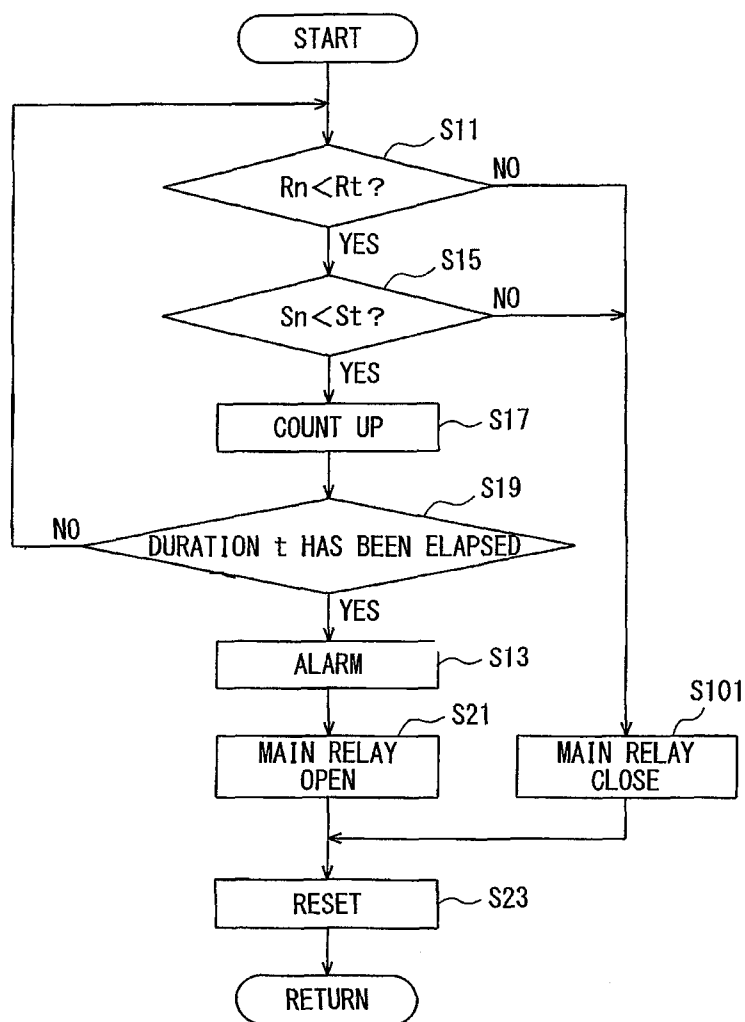 START
S11
Rn<Rt?
NO
YES
S15
Sn<St?
NO
YES
COUNT UP
S17
S19
NO
DURATION t HAS BEEN ELAPSED
YES
ALARM
S13
S21
S101
MAIN RELAY
OPEN
MAIN RELAY
CLOSE
RESET
S23
RETURN